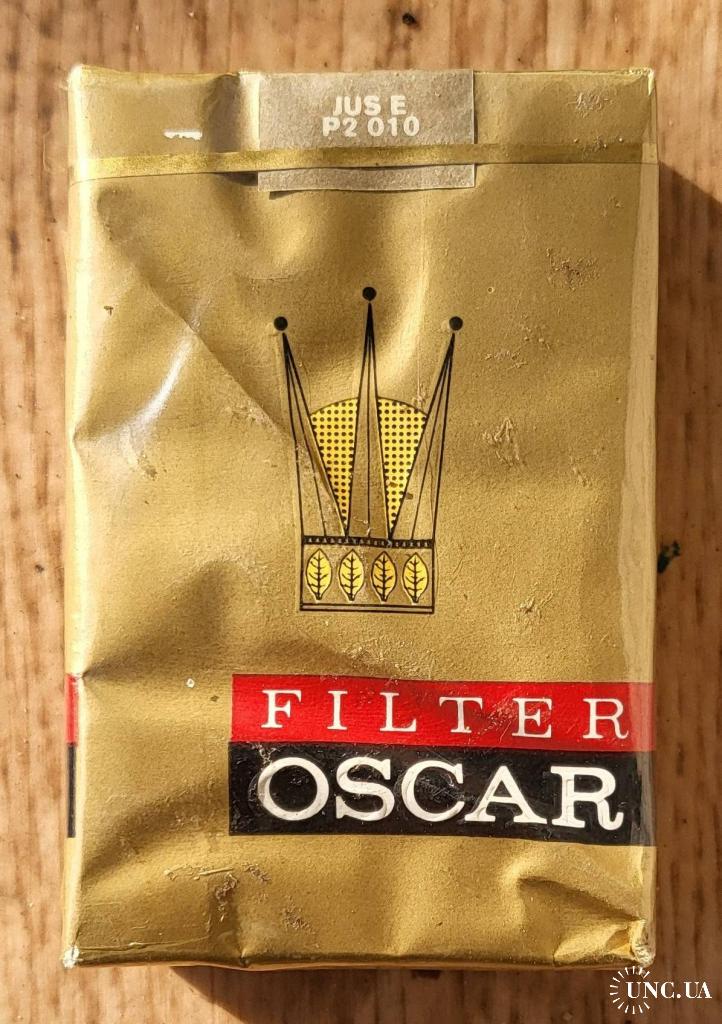 JUS E
P2 010
FILTER
OSCAR
UNC.UA